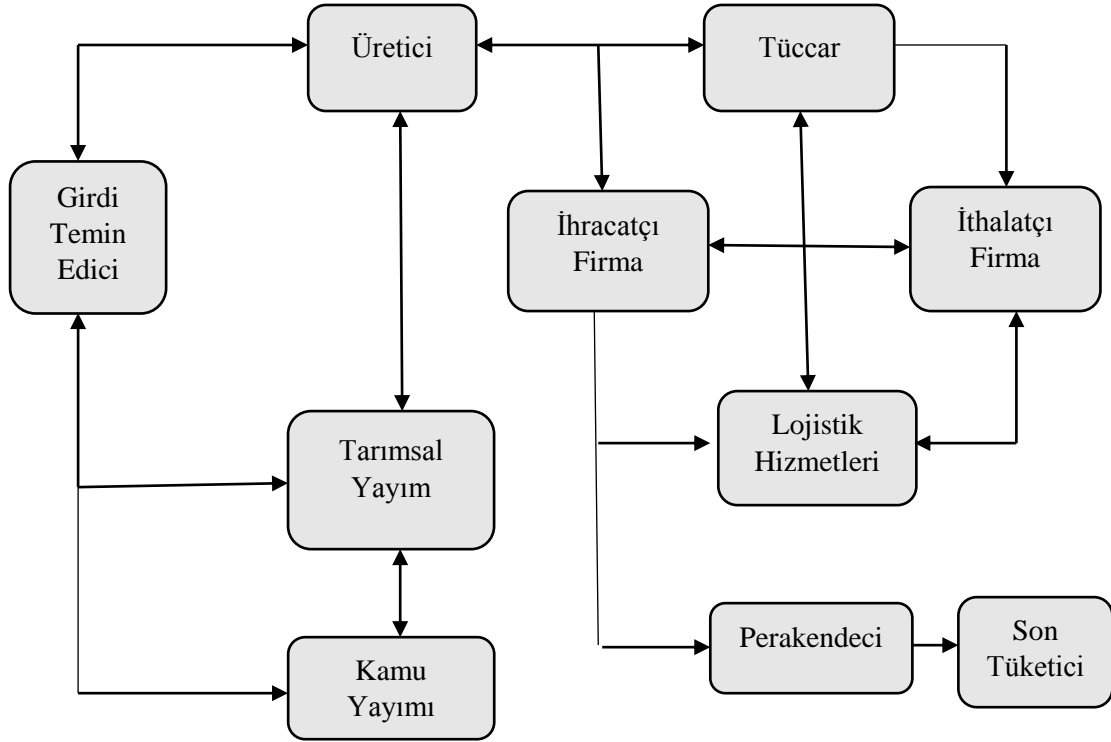 Üretici
Tüccar
Girdi
Temin
Edici
İhracatçı
Firma
İthalatçı
Firma
Tarımsal
Yayım
Lojistik
Hizmetleri
Kamu
Yayımı
Perakendeci
Son
Tüketici